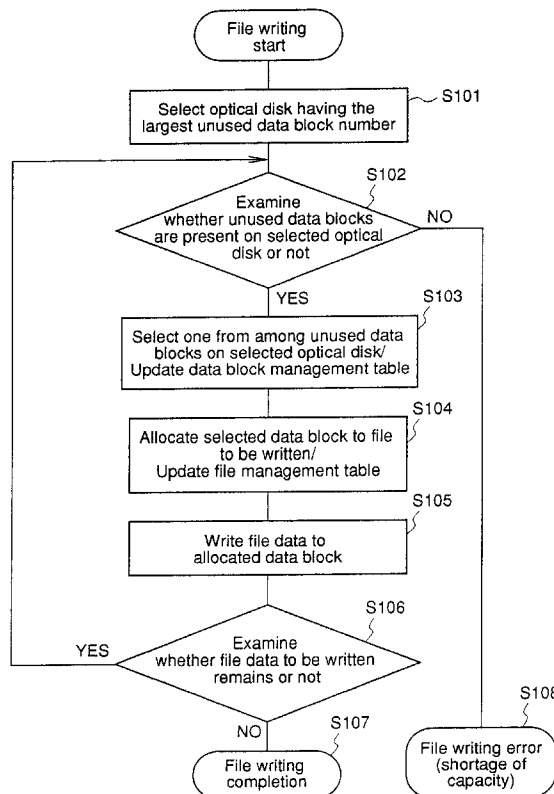 File writing
start
S101
Select optical disk having the
largest unused data block number
S102
Examine
whether unused data blocks
are present on selected optical
disk or not
NO
YES
S103
Select one from among unused data
blocks on selected optical disk/
Update data block management table
S104
Allocate selected data block to file
to be written/
Update file management table
S105
Write file data to
allocated data block
S106
Examine
whether file data to be written
remains or not
YES
NO
S107
File writing
completion
S108
File writing error
(shortage of
capacity)